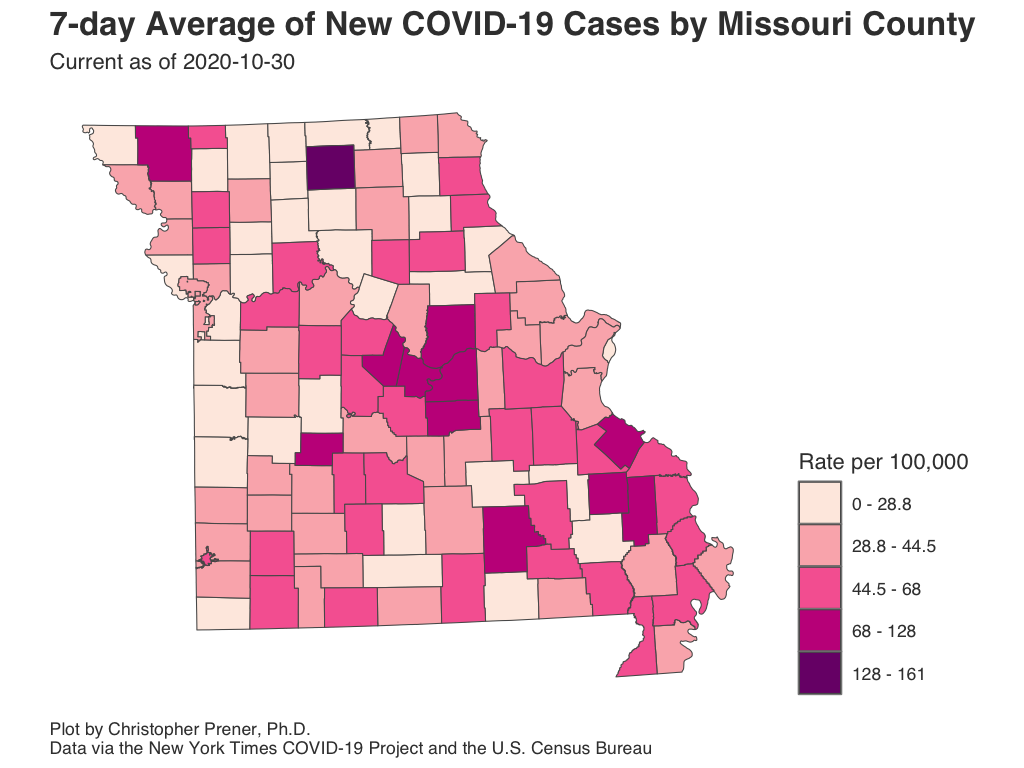 7-day Average of New COVID-19 Cases by Missouri County
Current as of 2020-10-30
Rate per 100,000
0 - 28.8
28.8 - 44.5
44.5 - 68
68 - 128
128 - 161
Plot by Christopher Prener, Ph.D.
Data via the New York Times COVID-19 Project and the U.S. Census Bureau